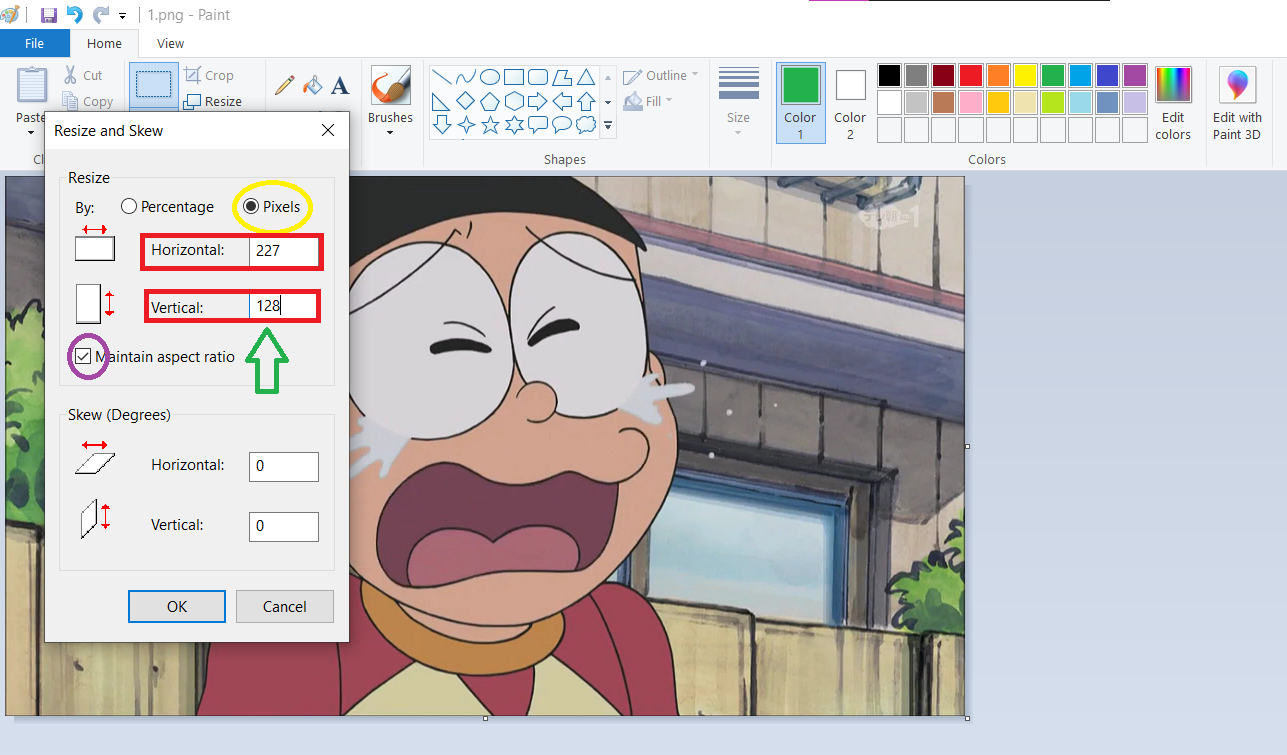 1.png - Paint
File Home View
Cut
Crop
Copy
Resize
Outline
Fill
Paste
Brushes
Size
Color 1
Color 2
Edit colors
Edit with Paint 3D
Shapes
Colors
Resize and Skew
Resize
By: Percentage Pixels
Horizontal: 227
Vertical: 128
Maintain aspect ratio
Skew (Degrees)
Horizontal: 0
Vertical: 0
OK Cancel